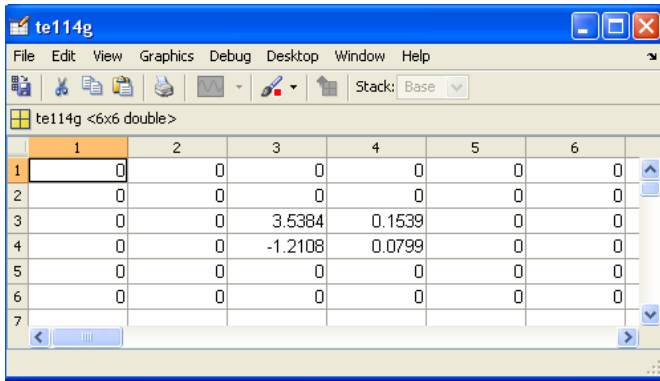 te114g
File Edit View Graphics Debug Desktop Window Help
Stack: Base
te114g <6x6 double>
1 2 3 4 5 6
1 0 0 0 0 0 0
2 0 0 0 0 0 0
3 0 0 3.5384 0.1539 0 0
4 0 0 -1.2108 0.0799 0 0
5 0 0 0 0 0 0
6 0 0 0 0 0 0
7